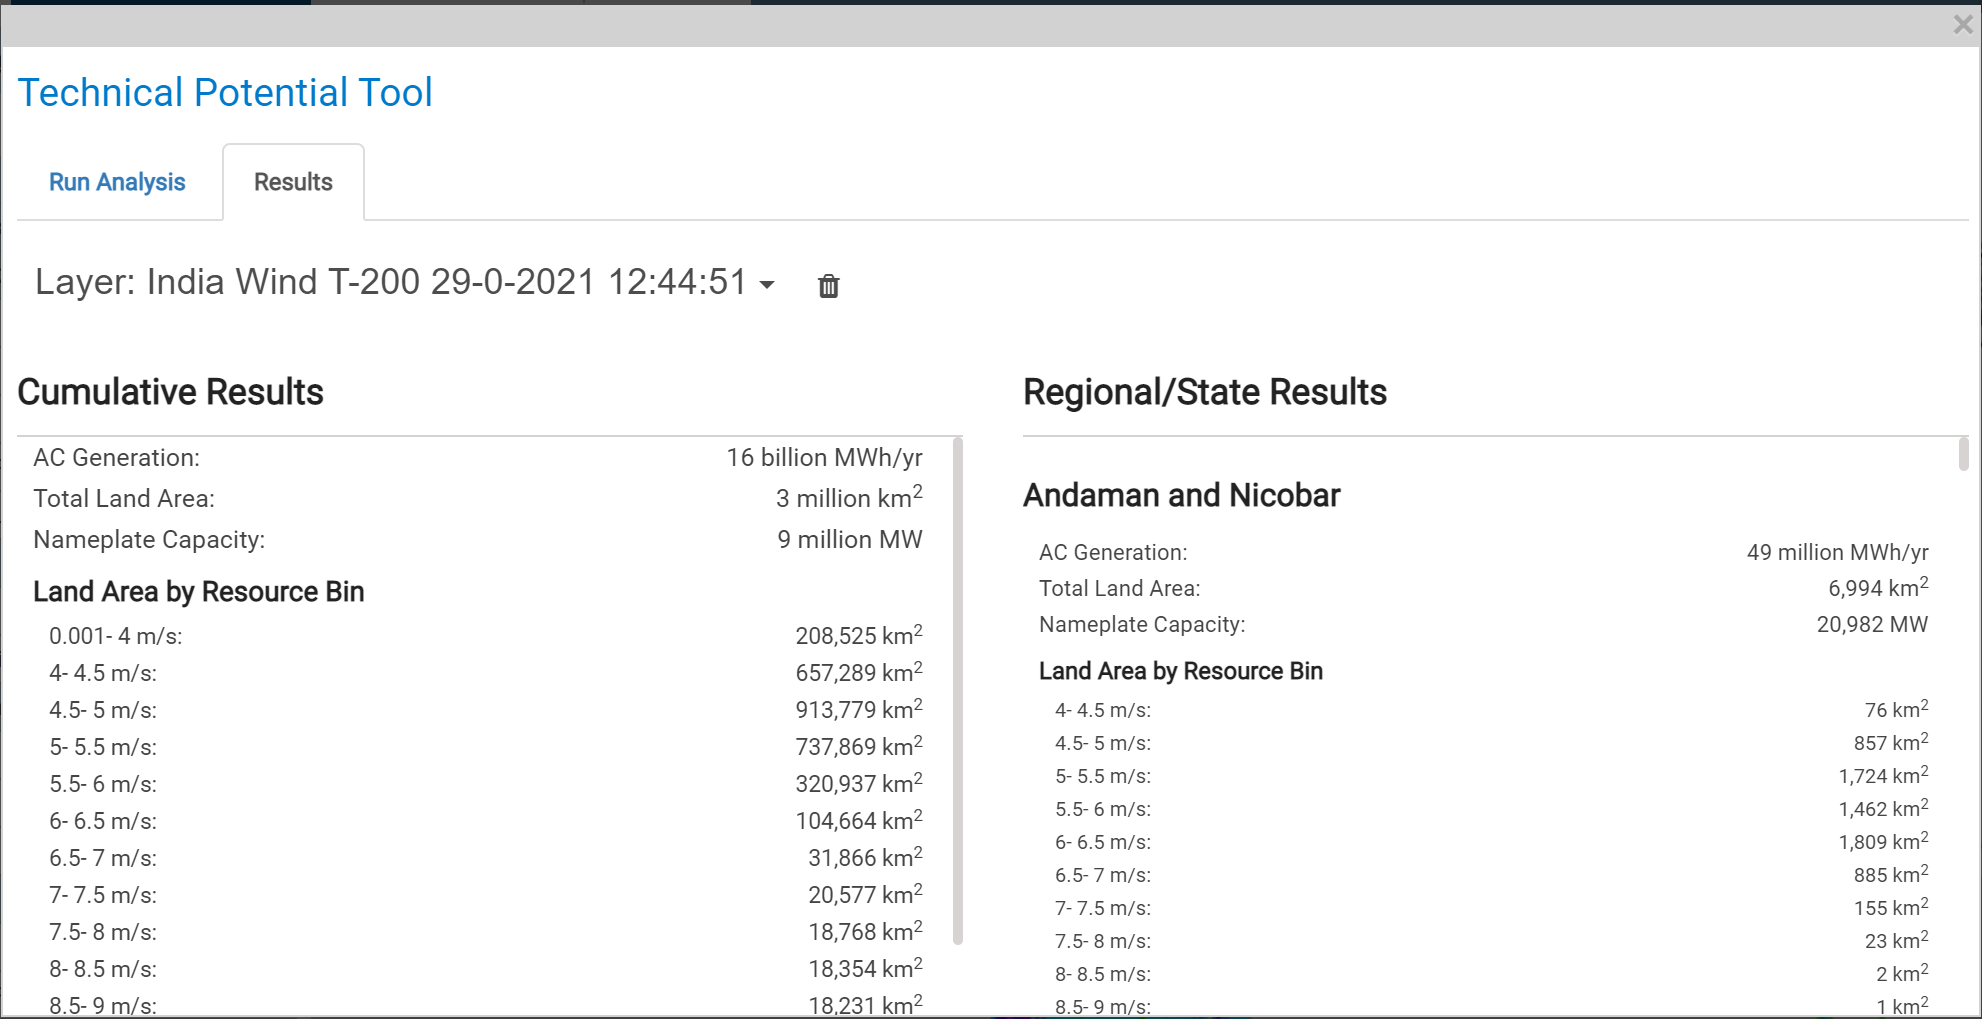 Technical Potential Tool
Run Analysis
Results
Layer: India Wind T-200 29-0-2021 12:44:51
Cumulative Results
AC Generation: 16 billion MWh/yr
Total Land Area: 3 million km²
Nameplate Capacity: 9 million MW
Land Area by Resource Bin
0.001- 4 m/s: 208,525 km²
4- 4.5 m/s: 657,289 km²
4.5- 5 m/s: 913,779 km²
5- 5.5 m/s: 737,869 km²
5.5- 6 m/s: 320,937 km²
6- 6.5 m/s: 104,664 km²
6.5- 7 m/s: 31,866 km²
7- 7.5 m/s: 20,577 km²
7.5- 8 m/s: 18,768 km²
8- 8.5 m/s: 18,354 km²
8.5- 9 m/s: 18,231 km²
Regional/State Results
Andaman and Nicobar
AC Generation: 49 million MWh/yr
Total Land Area: 6,994 km²
Nameplate Capacity: 20,982 MW
Land Area by Resource Bin
4- 4.5 m/s: 76 km²
4.5- 5 m/s: 857 km²
5- 5.5 m/s: 1,724 km²
5.5- 6 m/s: 1,462 km²
6- 6.5 m/s: 1,809 km²
6.5- 7 m/s: 885 km²
7- 7.5 m/s: 155 km²
7.5- 8 m/s: 23 km²
8- 8.5 m/s: 2 km²
8.5- 9 m/s: 1 km²